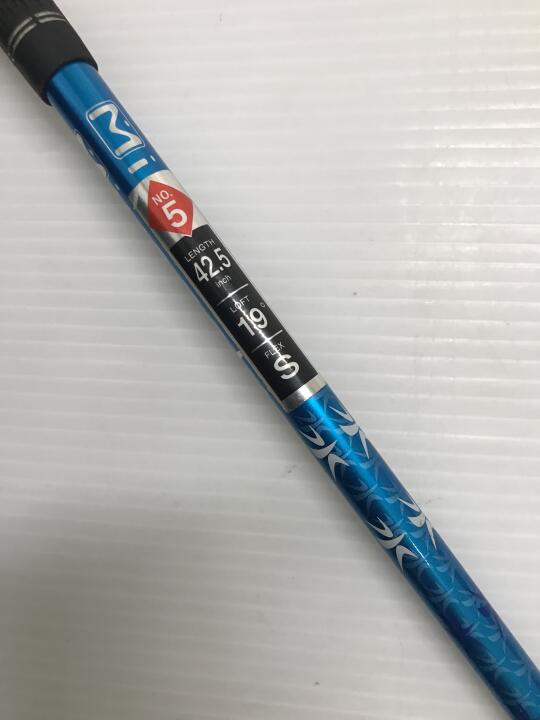 NO.
5
LENGTH
42.5
inch
LOFT
19°
FLEX
S